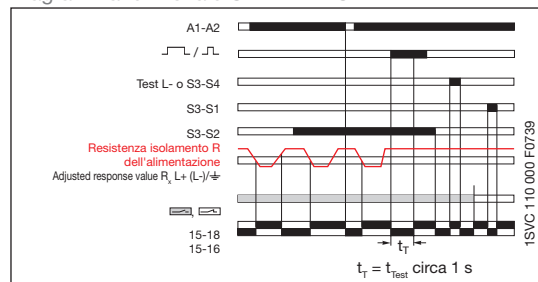 A1-A2
/
Test L- o S3-S4
S3-S1
S3-S2
Resistenza isolamento R
dell'alimentazione
Adjusted response value Rx L+ (L-)/⏚
,
15-18
15-16
tT
tT = tTest circa 1 s
1SVC 110 000 F0739